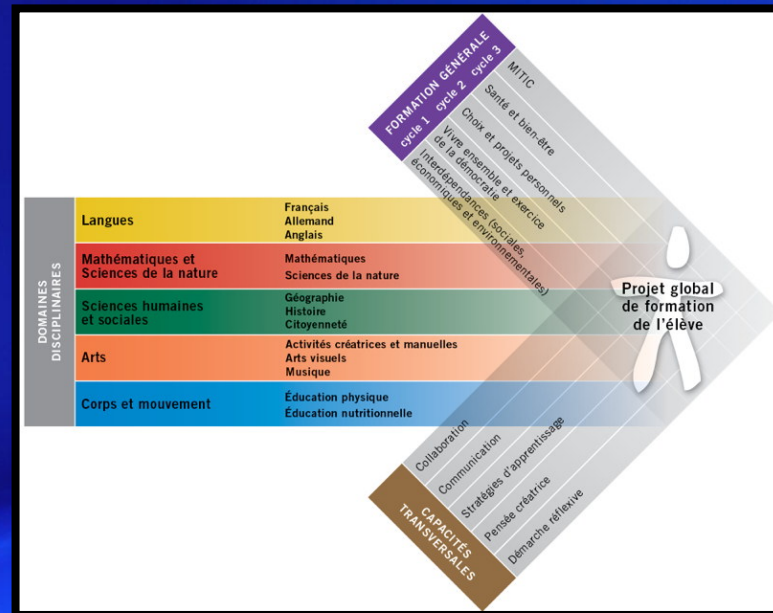 FORMATION GÉNÉRALE
cycle 1 cycle 2 cycle 3
MITIC
Santé et bien-être
Choix et projets personnels
Vivre ensemble et exercice
de la démocratie
Interdépendances (sociales,
économiques et environnementales)
DOMAINES
DISCIPLINAIRES
Langues
Français
Allemand
Anglais
Mathématiques et
Sciences de la nature
Mathématiques
Sciences de la nature
Sciences humaines
et sociales
Géographie
Histoire
Citoyenneté
Arts
Activités créatrices et manuelles
Arts visuels
Musique
Corps et mouvement
Éducation physique
Éducation nutritionnelle
Projet global
de formation
de l'élève
Collaboration
Communication
Stratégies d'apprentissage
Pensée créatrice
Démarche réflexive
CAPACITÉS
TRANSVERSALES